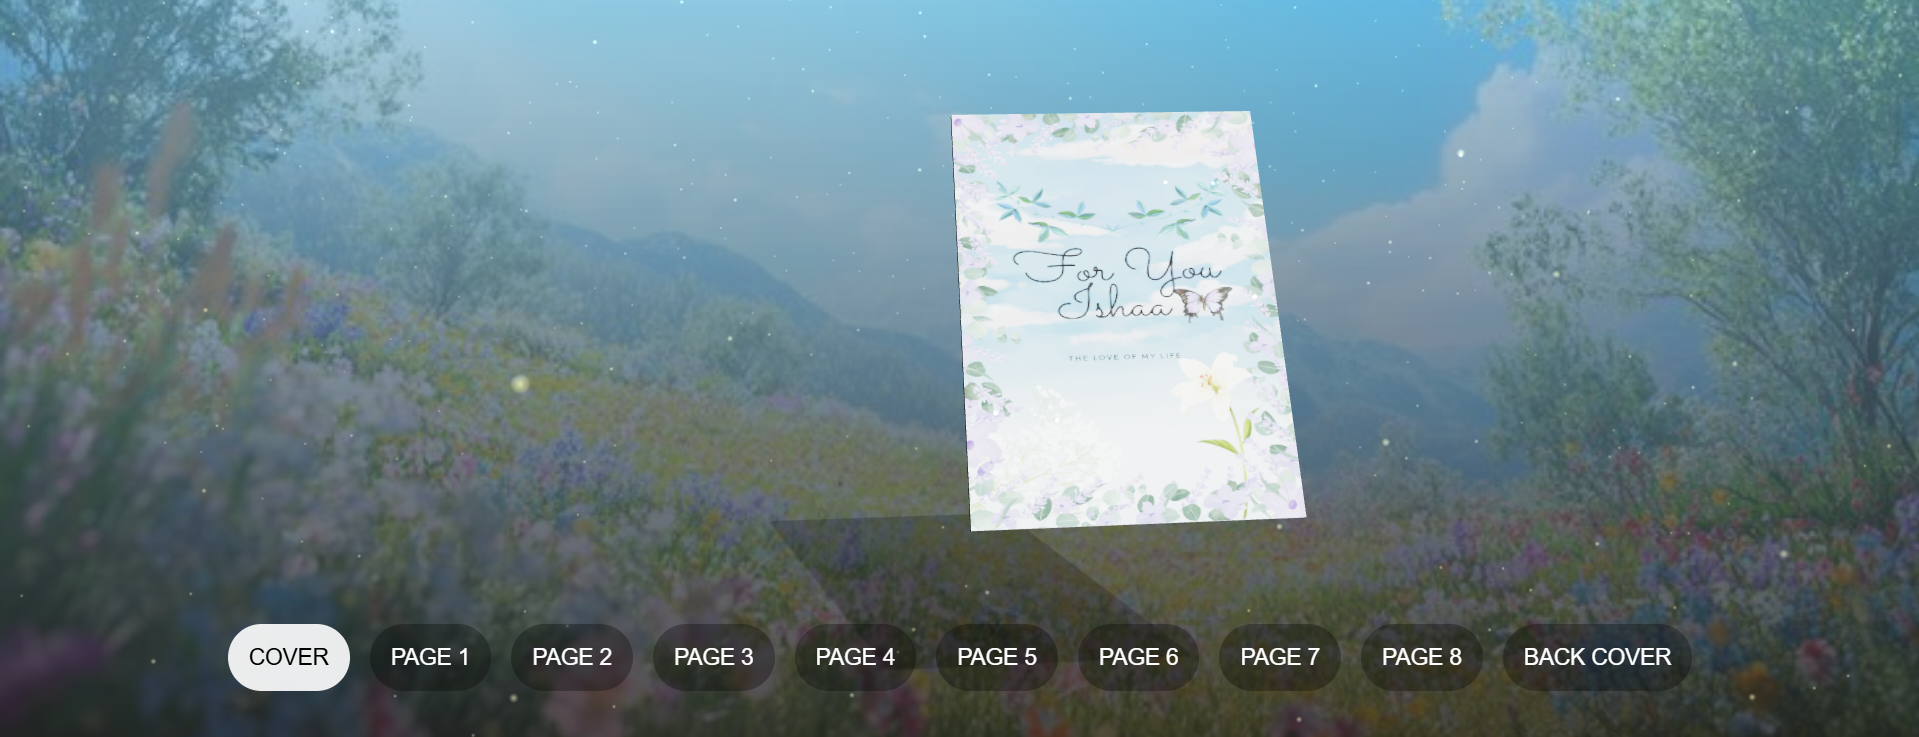 For You
Ishaa
THE LOVE OF MY LIFE
COVER
PAGE 1
PAGE 2
PAGE 3
PAGE 4
PAGE 5
PAGE 6
PAGE 7
PAGE 8
BACK COVER